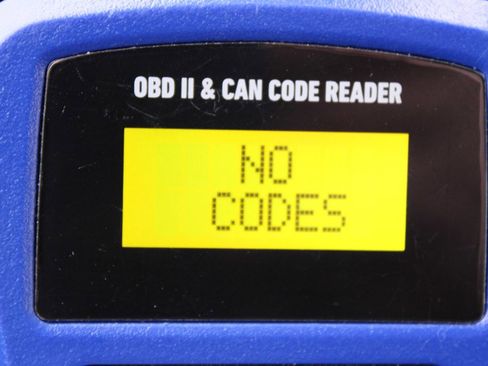 OBD II & CAN CODE READER
NO
CODES